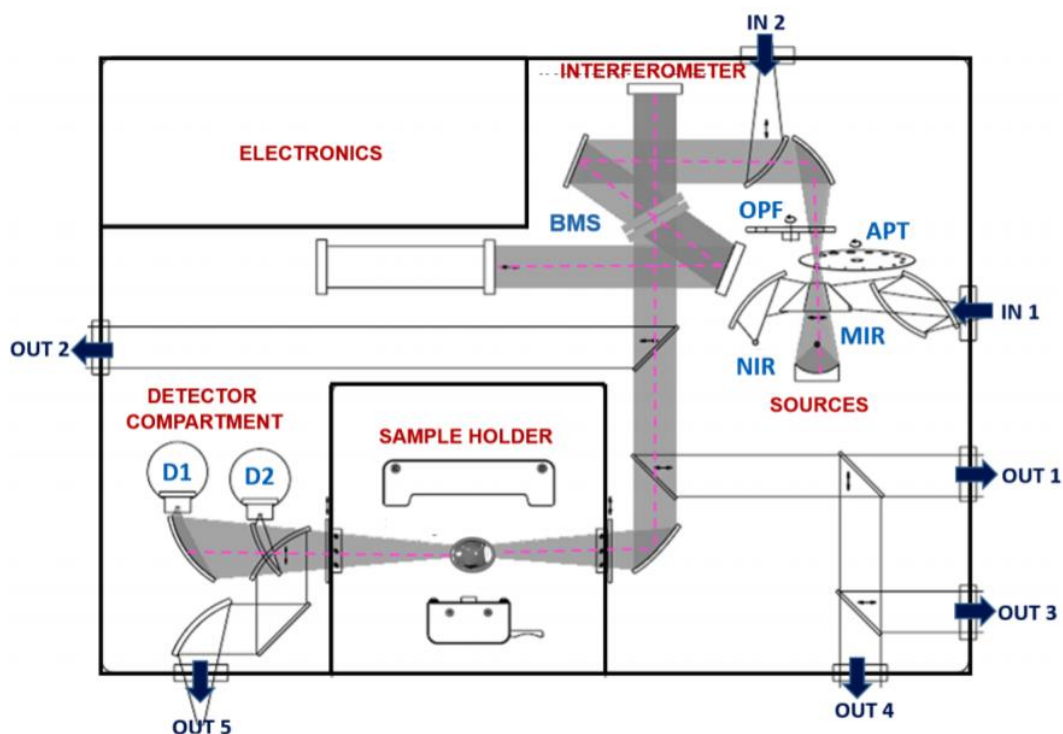 IN 2
INTERFEROMETER
ELECTRONICS
OPF
BMS
APT
IN 1
OUT 2
MIR
NIR
DETECTOR
COMPARTMENT
SOURCES
SAMPLE HOLDER
D1
D2
OUT 1
OUT 3
OUT 4
OUT 5